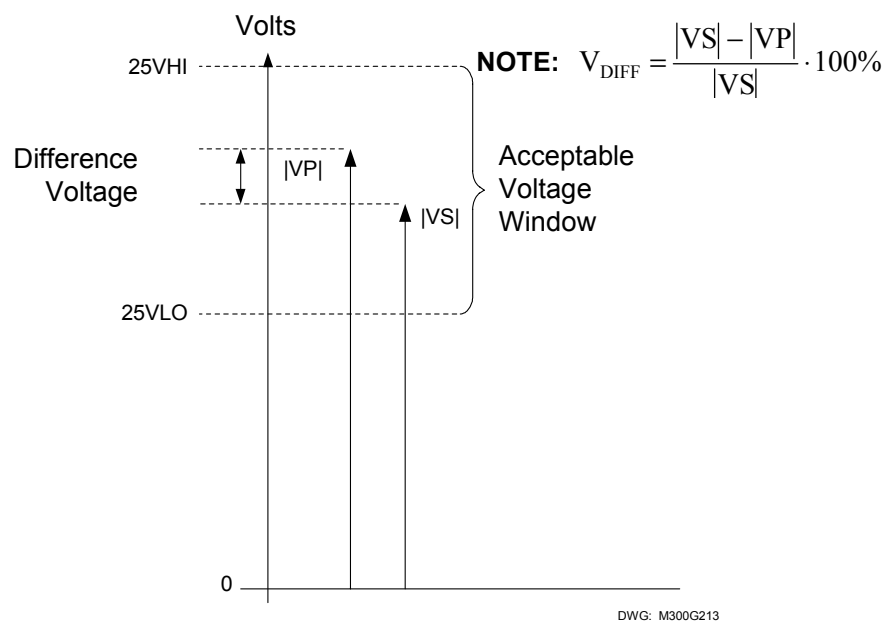 Volts
25VHI
NOTE: V_DIFF = (|VS| − |VP|) / |VS| · 100%
Difference
Voltage
|VP|
|VS|
Acceptable
Voltage
Window
25VLO
0
DWG: M300G213